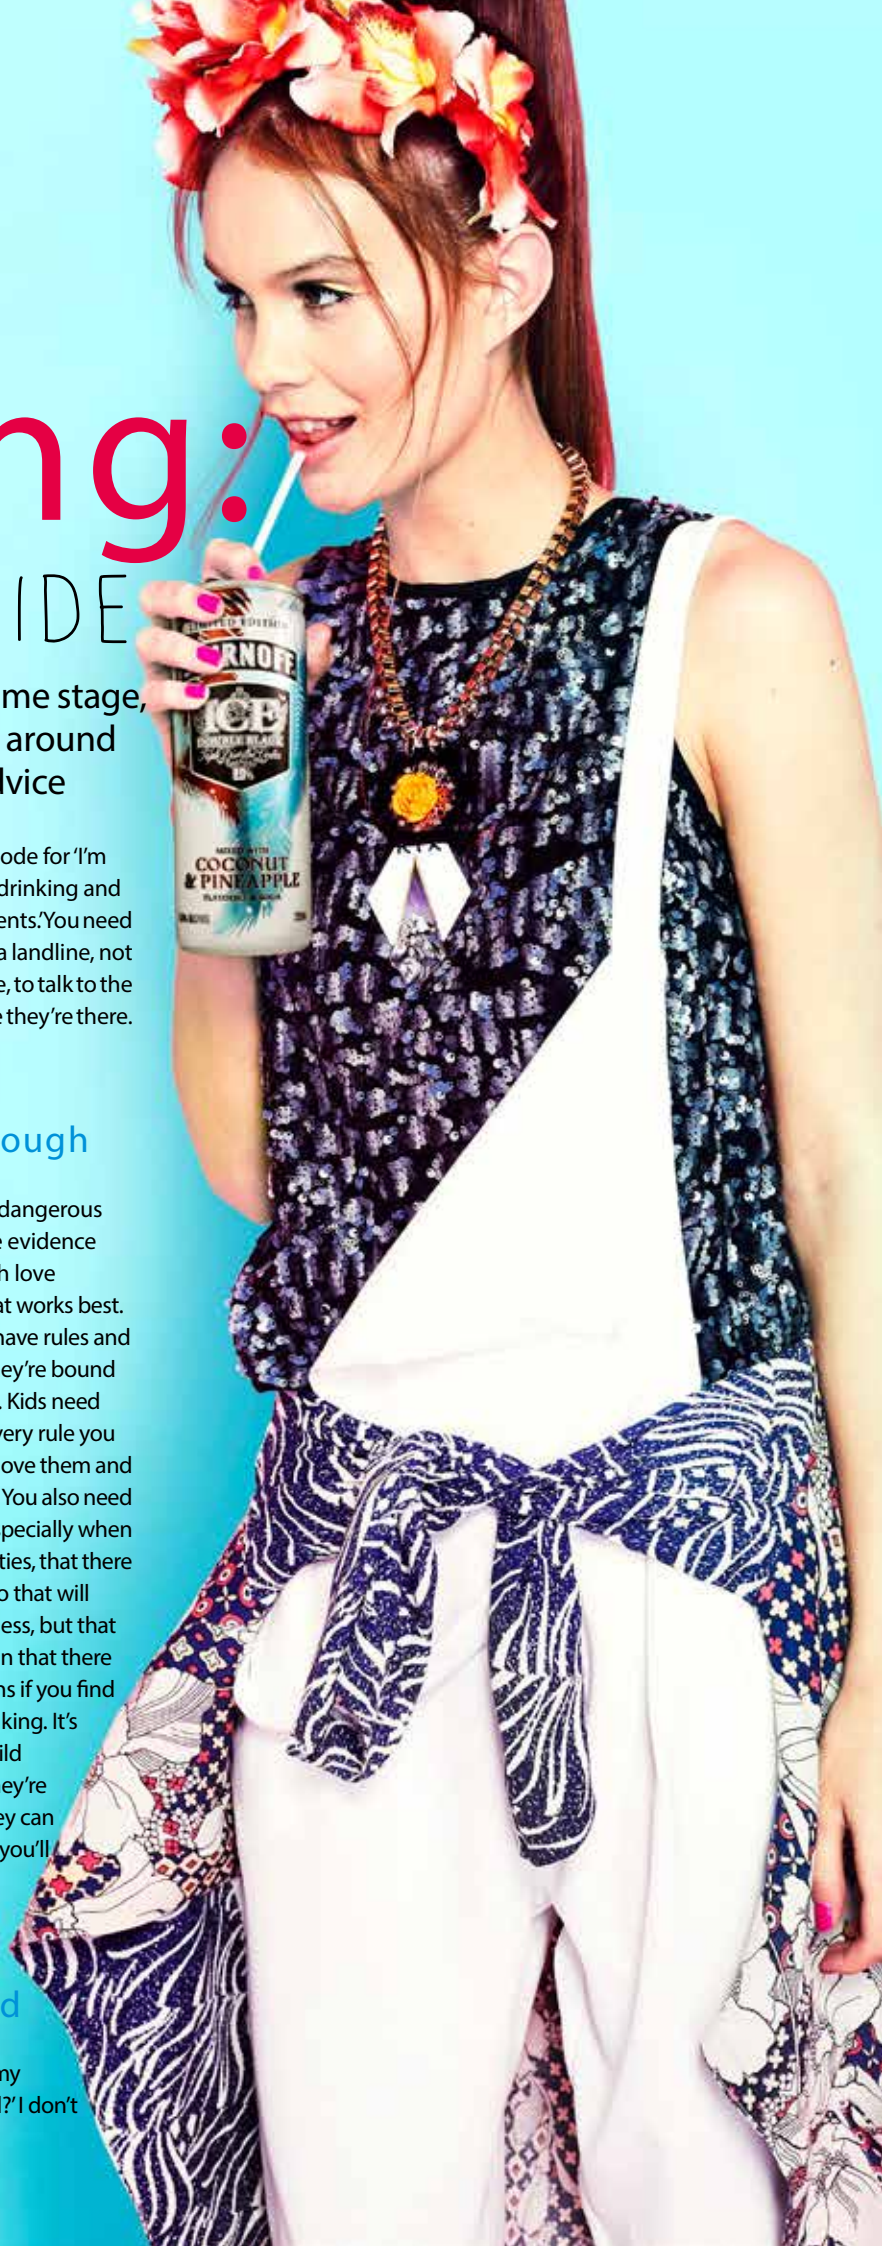 ng:
IDE
me stage,
around
dvice
ode for ‘I’m
drinking and
ents.’ You need
a landline, not
e, to talk to the
e they’re there.
ough
dangerous
e evidence
h love
at works best.
have rules and
ey’re bound
. Kids need
very rule you
ove them and
You also need
specially when
ties, that there
o that will
ess, but that
n that there
ns if you find
king. It’s
ild
ey’re
ey can
you’ll
d
my
l?’ I don’t
LIMITED EDITION
RNOFF
ICE
DOUBLE BLACK
MIXED WITH
COCONUT
& PINEAPPLE